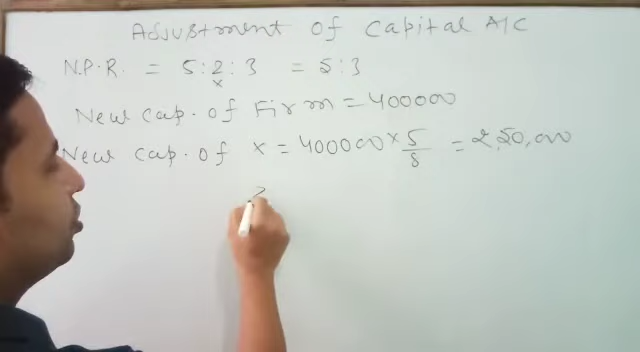 Adjustment of Capital A/C
N.P.R. = 5:2:3 = 5:3
x
New cap. of Firm = 400000
New cap. of x = 400000 × 5/8 = 2,50,000